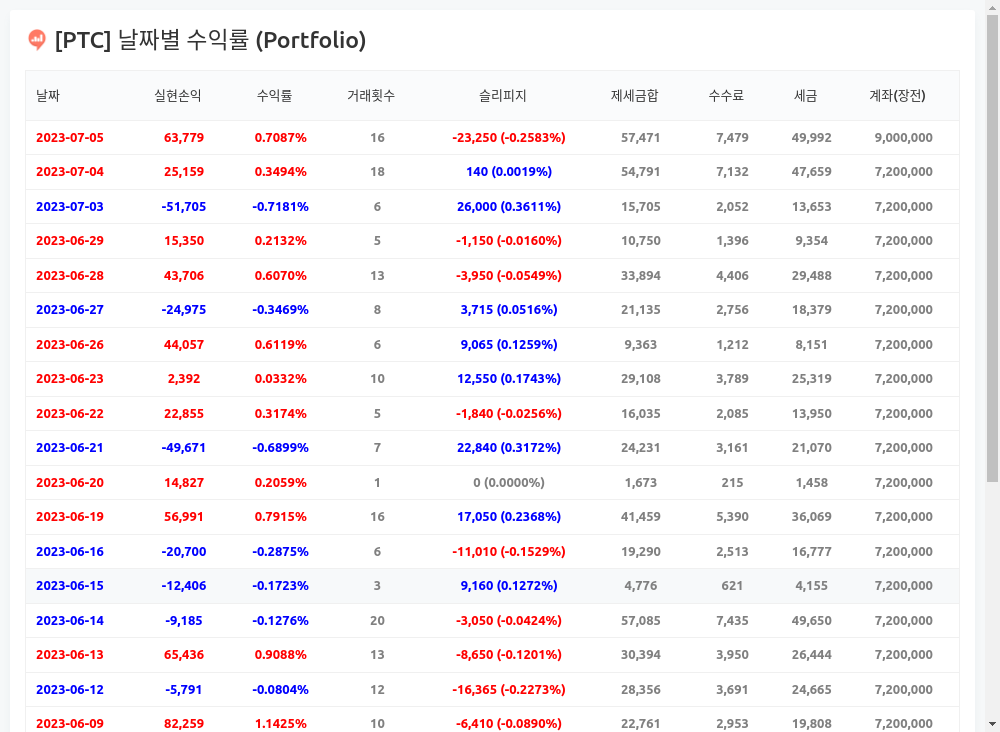 [PTC] 날짜별 수익률 (Portfolio)
날짜 실현손익 수익률 거래횟수 슬리피지 제세금합 수수료 세금 계좌(장전)
2023-07-05 63,779 0.7087% 16 -23,250 (-0.2583%) 57,471 7,479 49,992 9,000,000
2023-07-04 25,159 0.3494% 18 140 (0.0019%) 54,791 7,132 47,659 7,200,000
2023-07-03 -51,705 -0.7181% 6 26,000 (0.3611%) 15,705 2,052 13,653 7,200,000
2023-06-29 15,350 0.2132% 5 -1,150 (-0.0160%) 10,750 1,396 9,354 7,200,000
2023-06-28 43,706 0.6070% 13 -3,950 (-0.0549%) 33,894 4,406 29,488 7,200,000
2023-06-27 -24,975 -0.3469% 8 3,715 (0.0516%) 21,135 2,756 18,379 7,200,000
2023-06-26 44,057 0.6119% 6 9,065 (0.1259%) 9,363 1,212 8,151 7,200,000
2023-06-23 2,392 0.0332% 10 12,550 (0.1743%) 29,108 3,789 25,319 7,200,000
2023-06-22 22,855 0.3174% 5 -1,840 (-0.0256%) 16,035 2,085 13,950 7,200,000
2023-06-21 -49,671 -0.6899% 7 22,840 (0.3172%) 24,231 3,161 21,070 7,200,000
2023-06-20 14,827 0.2059% 1 0 (0.0000%) 1,673 215 1,458 7,200,000
2023-06-19 56,991 0.7915% 16 17,050 (0.2368%) 41,459 5,390 36,069 7,200,000
2023-06-16 -20,700 -0.2875% 6 -11,010 (-0.1529%) 19,290 2,513 16,777 7,200,000
2023-06-15 -12,406 -0.1723% 3 9,160 (0.1272%) 4,776 621 4,155 7,200,000
2023-06-14 -9,185 -0.1276% 20 -3,050 (-0.0424%) 57,085 7,435 49,650 7,200,000
2023-06-13 65,436 0.9088% 13 -8,650 (-0.1201%) 30,394 3,950 26,444 7,200,000
2023-06-12 -5,791 -0.0804% 12 -16,365 (-0.2273%) 28,356 3,691 24,665 7,200,000
2023-06-09 82,259 1.1425% 10 -6,410 (-0.0890%) 22,761 2,953 19,808 7,200,000